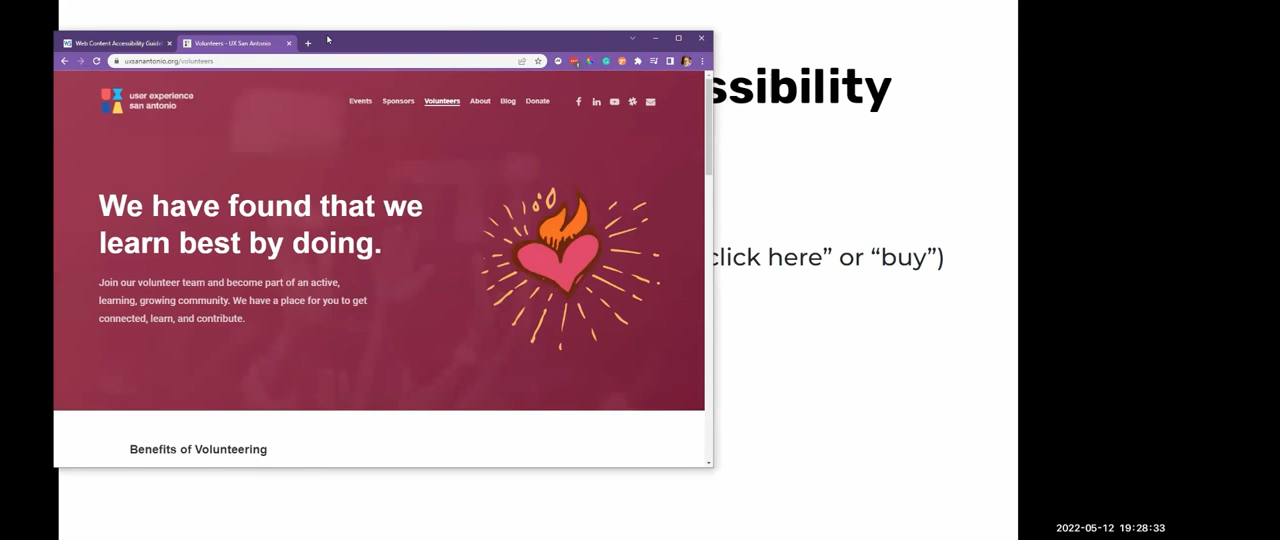 Web Content Accessibility Guide
Volunteers - UX San Antonio
uxsanantonio.org/volunteers
ssibility
user experience
san antonio
Events Sponsors Volunteers About Blog Donate
We have found that we
learn best by doing.
click here” or “buy”)
Join our volunteer team and become part of an active,
learning, growing community. We have a place for you to get
connected, learn, and contribute.
Benefits of Volunteering
2022-05-12 19:28:33